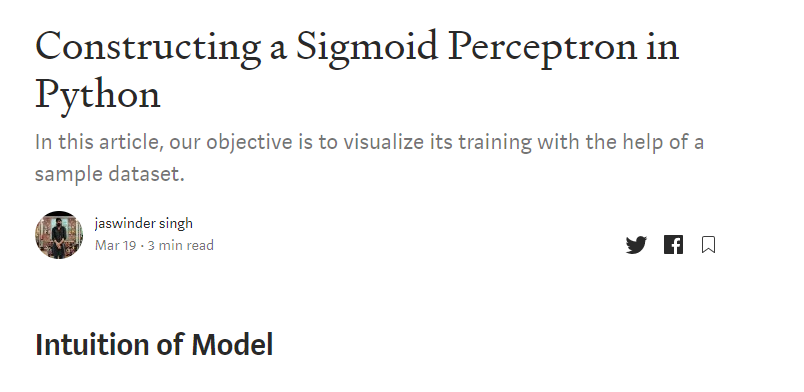 Constructing a Sigmoid Perceptron in
Python
In this article, our objective is to visualize its training with the help of a
sample dataset.
jaswinder singh
Mar 19 · 3 min read
Intuition of Model